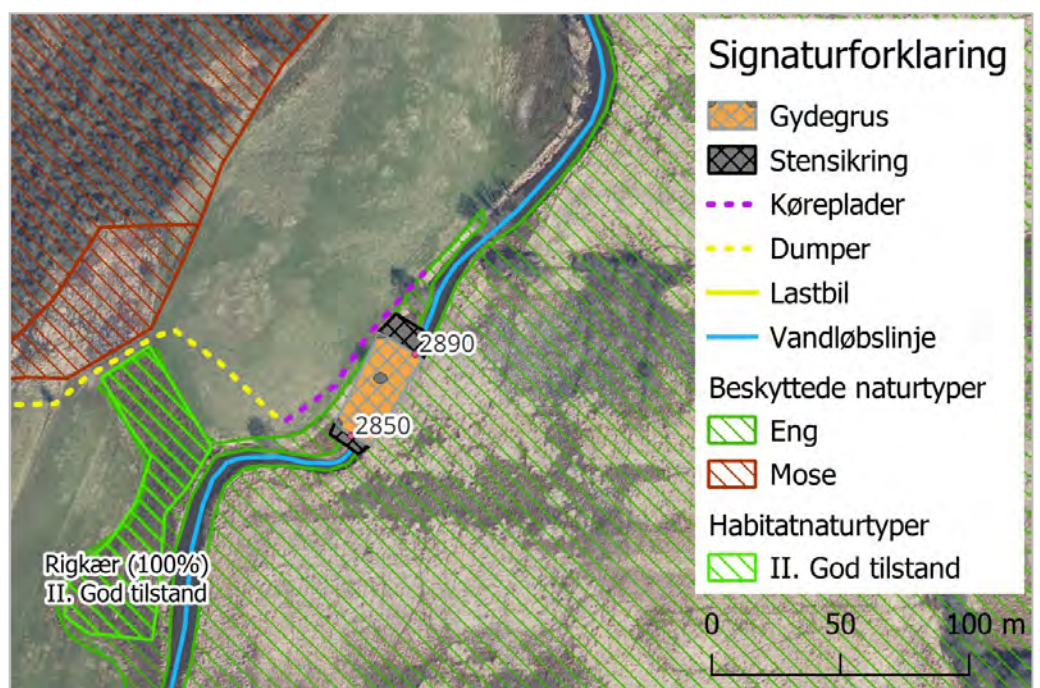 Signaturforklaring
Gydegrus
Stensikring
Køreplader
Dumper
Lastbil
Vandløbslinje
Beskyttede naturtyper
Eng
Mose
Habitatnaturtyper
II. God tilstand
2890
2850
Rigkær (100%)
II. God tilstand
0 50 100 m